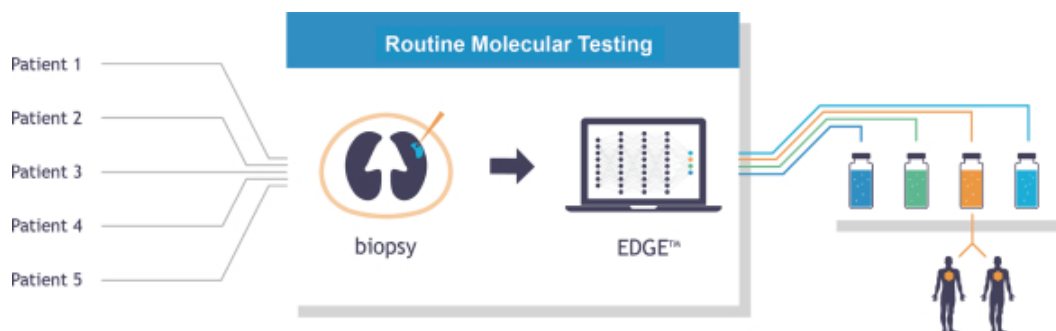 Routine Molecular Testing
Patient 1
Patient 2
Patient 3
Patient 4
Patient 5
biopsy
EDGE™